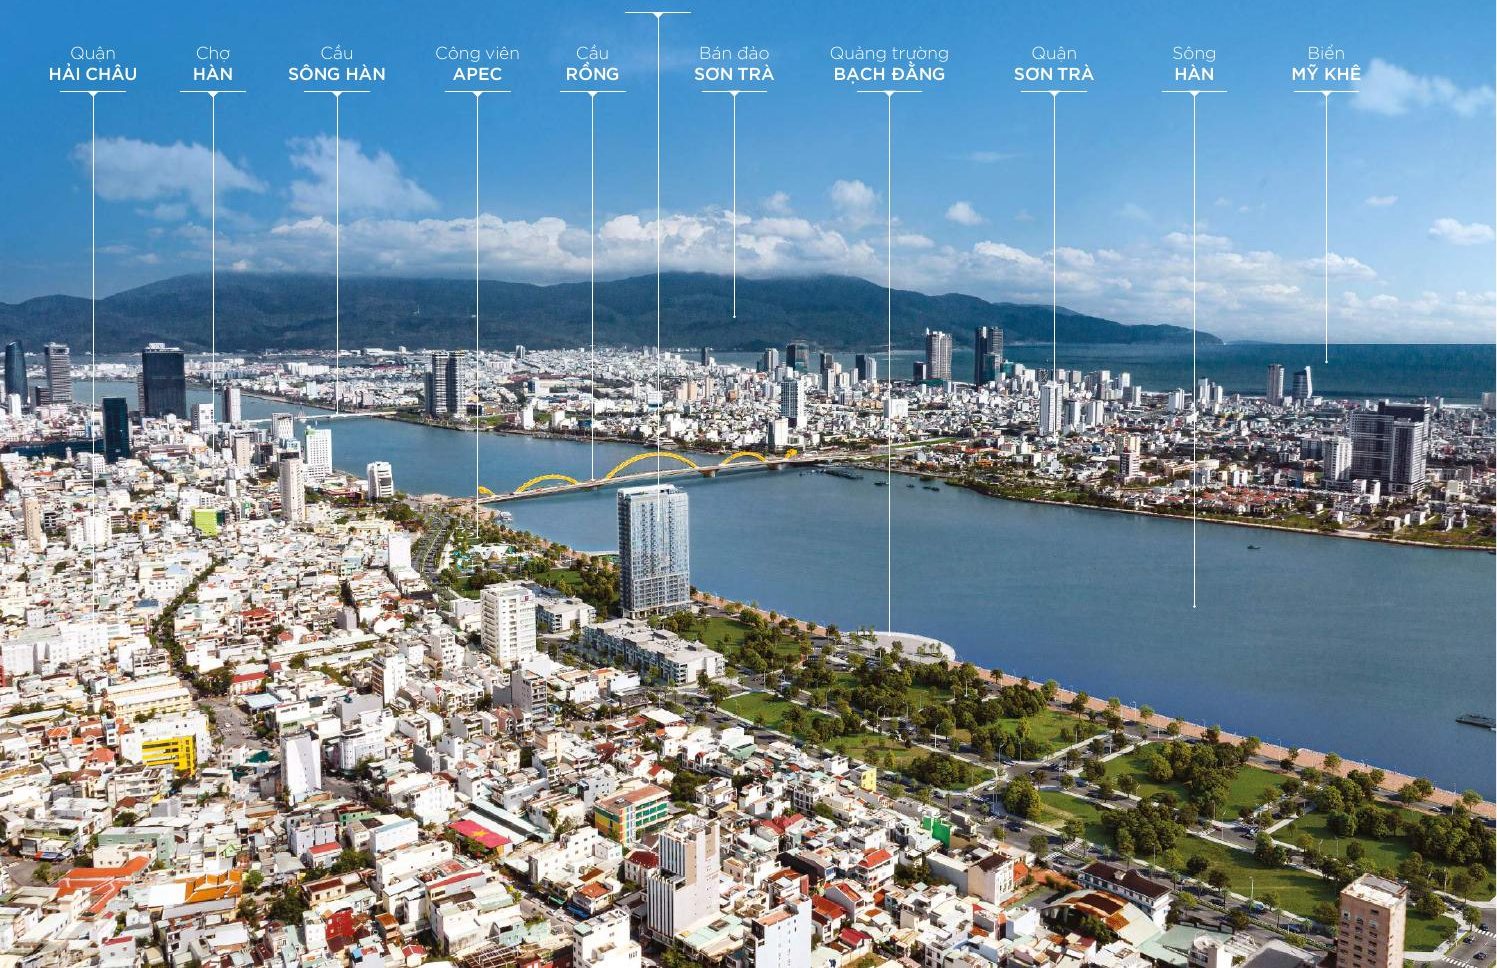 Quận
HẢI CHÂU
Chợ
HÀN
Cầu
SÔNG HÀN
Công viên
APEC
Cầu
RỒNG
Bán đảo
SƠN TRÀ
Quảng trường
BẠCH ĐẰNG
Quận
SƠN TRÀ
Sông
HÀN
Biển
MỸ KHÊ